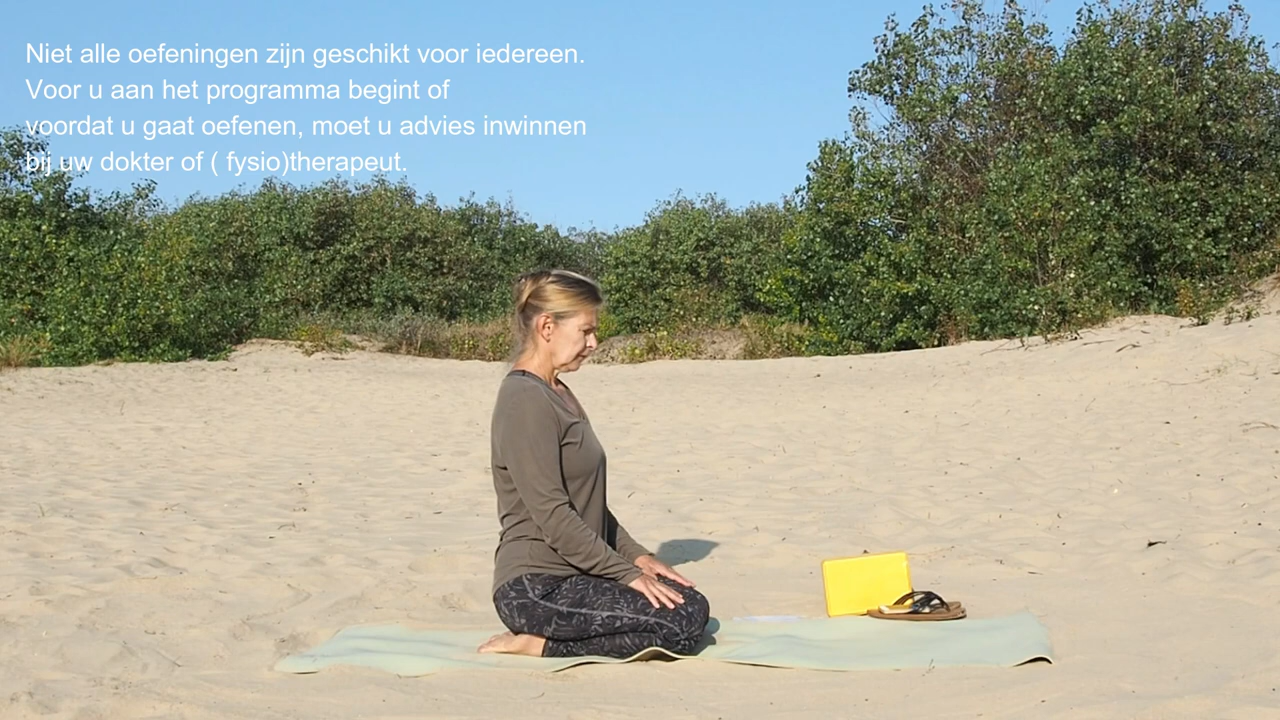 Niet alle oefeningen zijn geschikt voor iedereen.
Voor u aan het programma begint of
voordat u gaat oefenen, moet u advies inwinnen
bij uw dokter of ( fysio)therapeut.